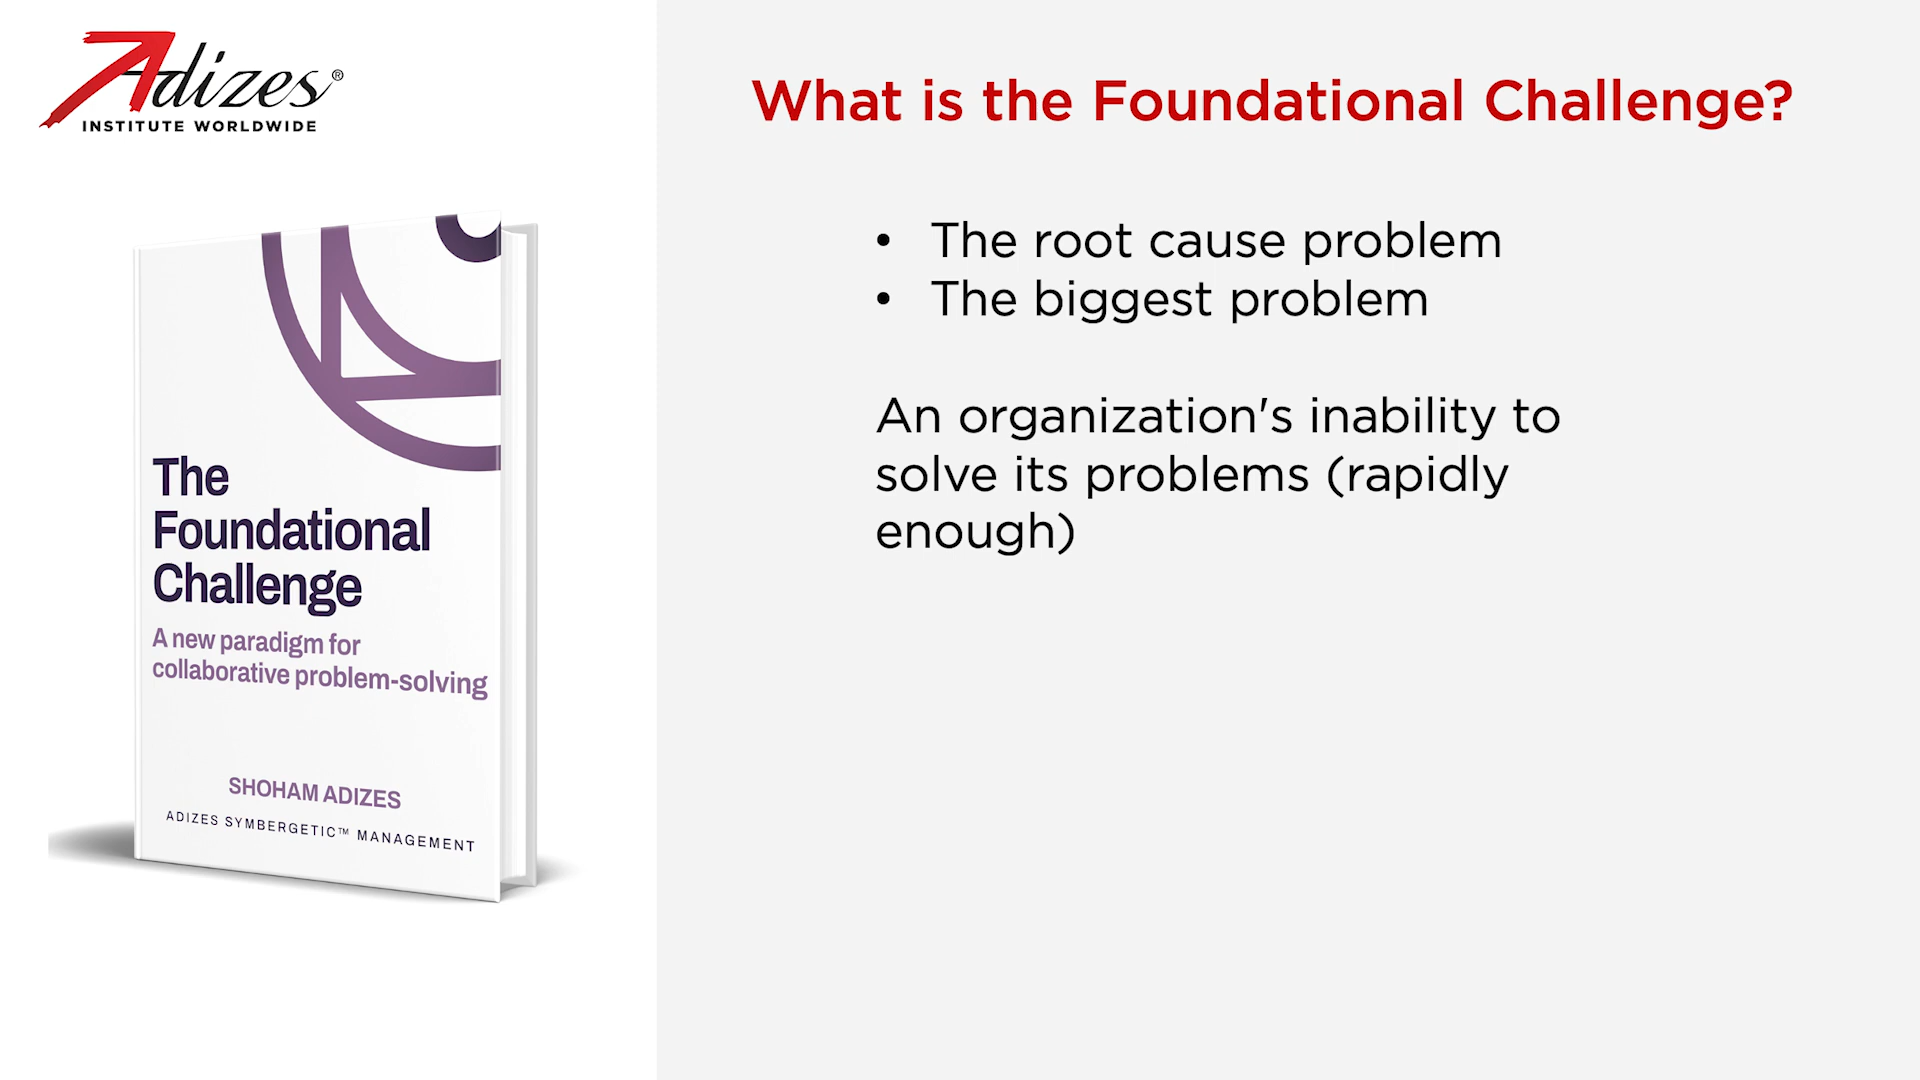 Adizes®
INSTITUTE WORLDWIDE
The
Foundational
Challenge
A new paradigm for
collaborative problem-solving
SHOHAM ADIZES
ADIZES SYMBERGETIC™ MANAGEMENT
What is the Foundational Challenge?
• The root cause problem
• The biggest problem
An organization's inability to
solve its problems (rapidly
enough)